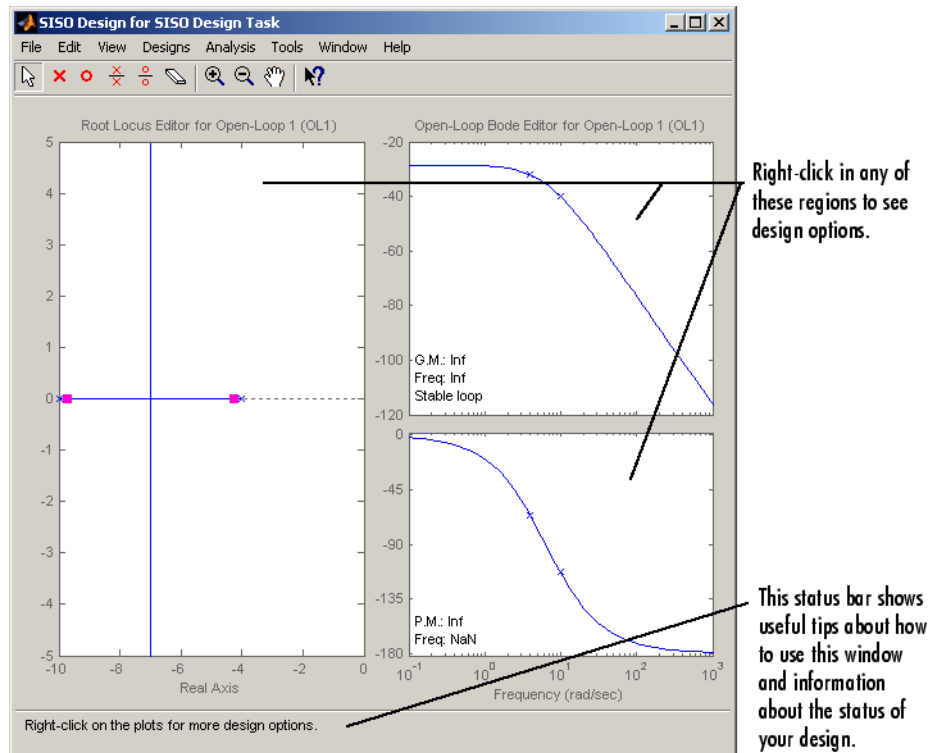 SISO Design for SISO Design Task
File Edit View Designs Analysis Tools Window Help
Root Locus Editor for Open-Loop 1 (OL1)
5
4
3
2
1
0
-1
-2
-3
-4
-5
-10 -8 -6 -4 -2 0
Real Axis
Open-Loop Bode Editor for Open-Loop 1 (OL1)
-20
-40
-60
-80
-100
-120
G.M.: Inf
Freq: Inf
Stable loop
0
-45
-90
-135
-180
P.M.: Inf
Freq: NaN
10^-1 10^0 10^1 10^2 10^3
Frequency (rad/sec)
Right-click on the plots for more design options.
Right-click in any of
these regions to see
design options.
This status bar shows
useful tips about how
to use this window
and information
about the status of
your design.